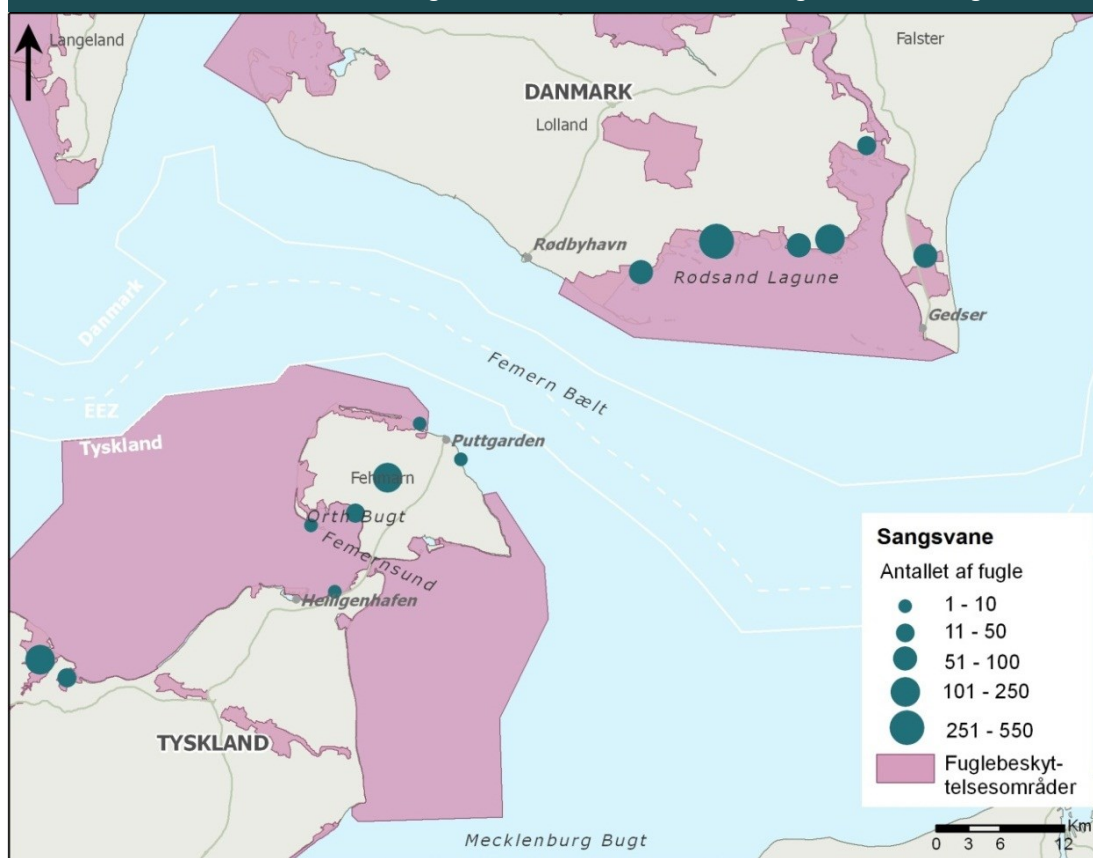 Langeland
Falster
DANMARK
Lolland
Rødbyhavn
Rodsand Lagune
Gedser
Danmark
EEZ
Tyskland
Femern Bælt
Puttgarden
Fehmarn
Orth Bugt
Femernsund
Heiligenhafen
TYSKLAND
Mecklenburg Bugt
Sangsvane
Antallet af fugle
1 - 10
11 - 50
51 - 100
101 - 250
251 - 550
Fuglebeskyt-
telsesområder
Km
0 3 6 12